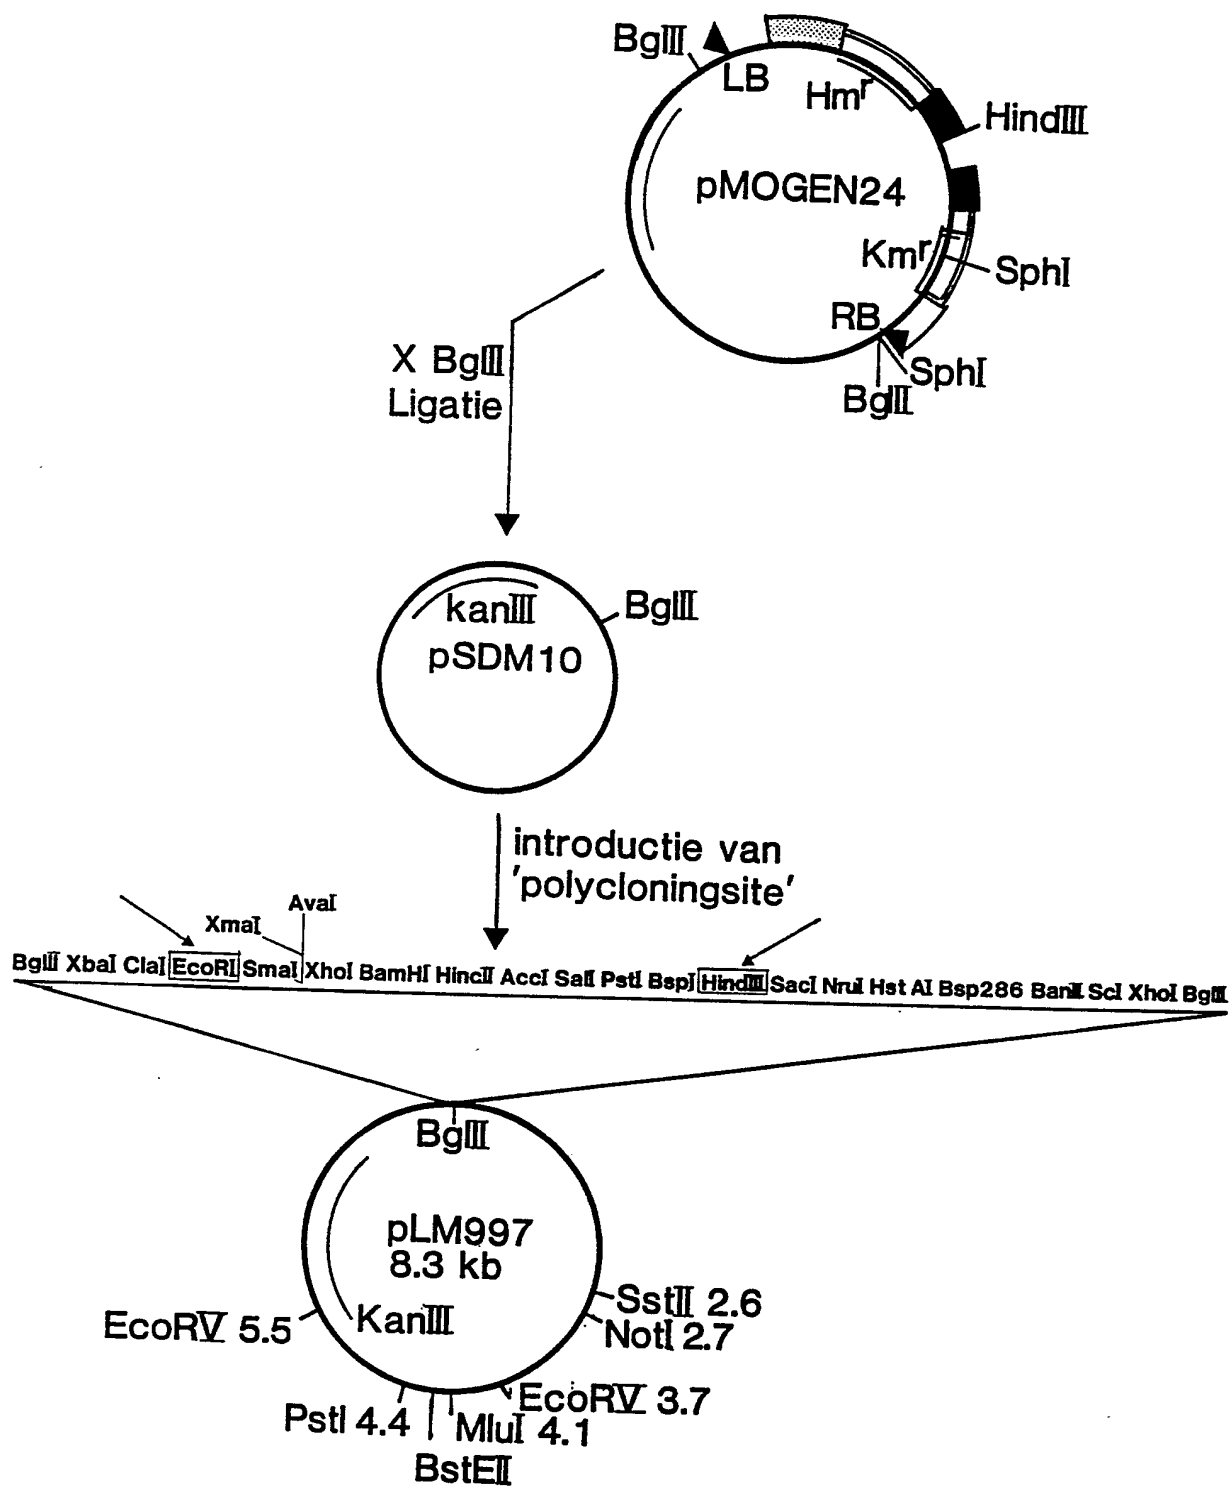 BglII
LB
Hmr
HindIII
pMOGEN24
Kmr
SphI
RB
SphI
BglII
X BglII
Ligatie
kanIII
BglII
pSDM10
introductie van
'polycloningsite'
AvaI
XmaI
BglII XbaI ClaI EcoRI SmaI XhoI BamHI HincII AccI SalI PstI BspI HindIII SacI NruI Hst AI Bsp286 BanII ScI XhoI BglII
BglII
pLM997
8.3 kb
KanIII
SstII 2.6
NotI 2.7
EcoRV 5.5
EcoRV 3.7
PstI 4.4
MluI 4.1
BstEII